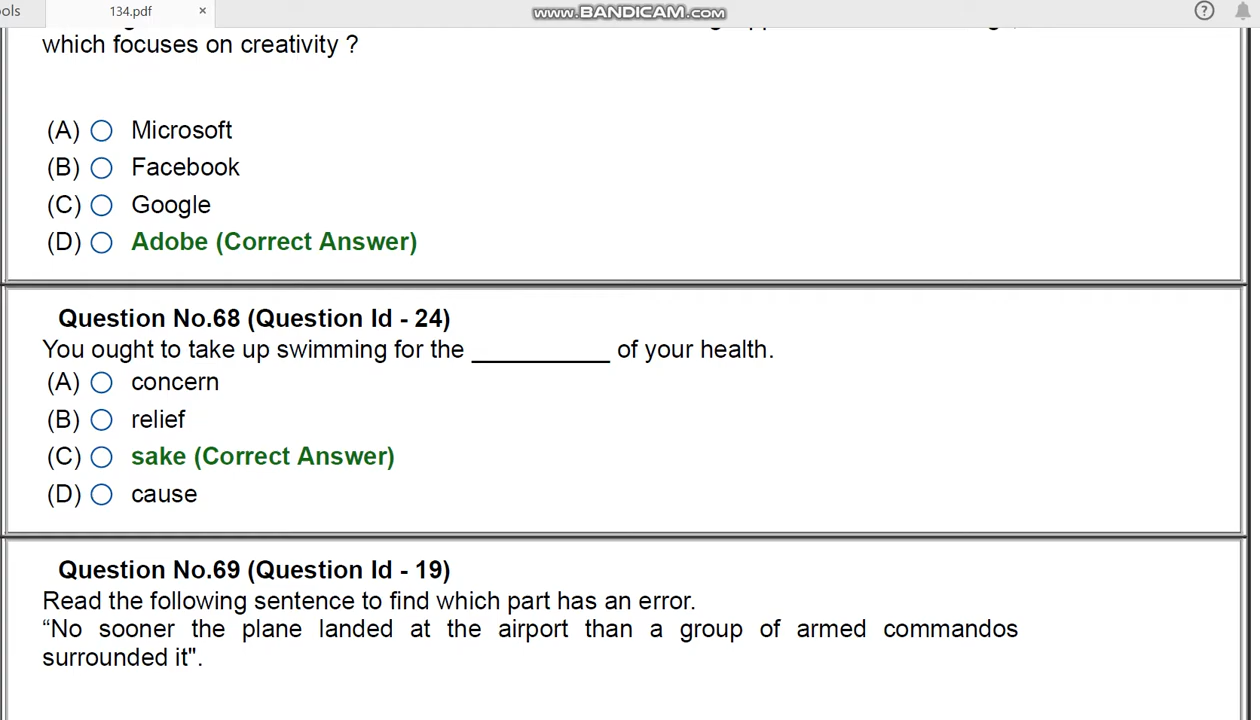 ools
134.pdf
×
www.BANDICAM.com
?
which focuses on creativity ?
(A) Microsoft
(B) Facebook
(C) Google
(D) Adobe (Correct Answer)
Question No.68 (Question Id - 24)
You ought to take up swimming for the __________ of your health.
(A) concern
(B) relief
(C) sake (Correct Answer)
(D) cause
Question No.69 (Question Id - 19)
Read the following sentence to find which part has an error.
“No sooner the plane landed at the airport than a group of armed commandos
surrounded it".